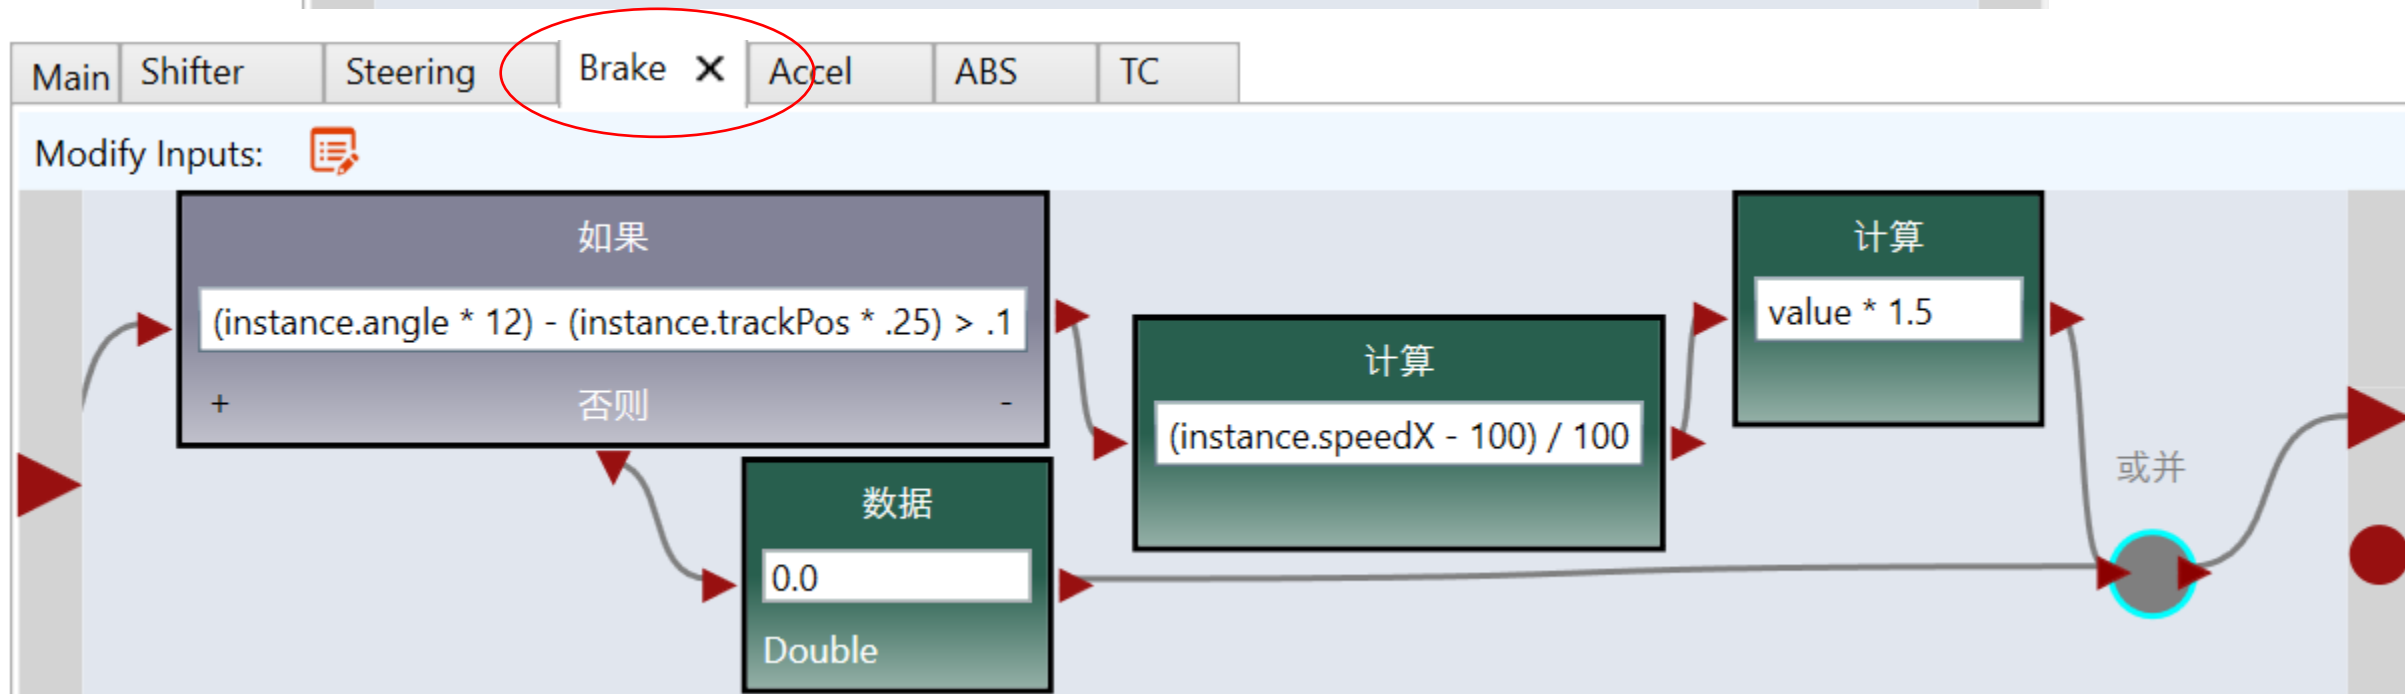 Main Shifter Steering Brake X Accel ABS TC
Modify Inputs:
如果
(instance.angle * 12) - (instance.trackPos * .25) > .1
+ 否则 -
计算
(instance.speedX - 100) / 100
计算
value * 1.5
数据
0.0
Double
或并